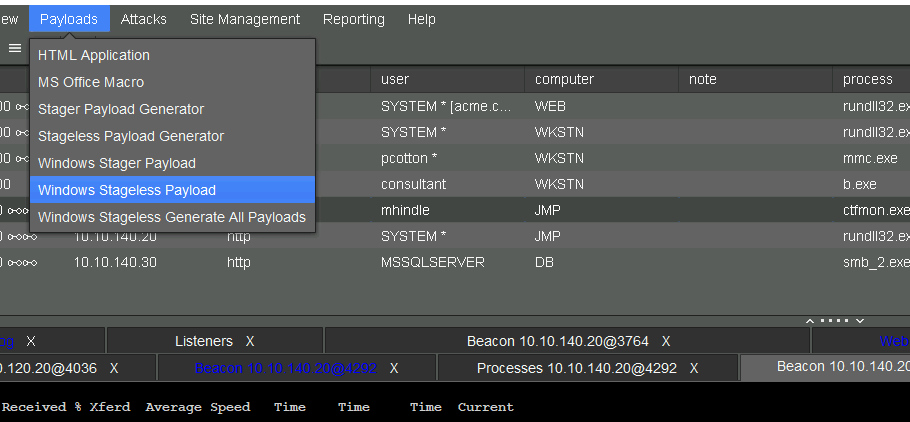 ew Payloads Attacks Site Management Reporting Help
HTML Application
MS Office Macro
Stager Payload Generator
Stageless Payload Generator
Windows Stager Payload
Windows Stageless Payload
Windows Stageless Generate All Payloads
user computer note process
00 SYSTEM * [acme.c... WEB rundll32.ex
00 SYSTEM * WKSTN rundll32.ex
00 pcotton * WKSTN mmc.exe
00 consultant WKSTN b.exe
0 mhindle JMP ctfmon.exe
0 10.10.140.20 http SYSTEM * JMP rundll32.ex
0 10.10.140.30 http MSSQLSERVER DB smb_2.exe
og X Listeners X Beacon 10.10.140.20@3764 X Web
0.120.20@4036 X Beacon 10.10.140.20@4292 X Processes 10.10.140.20@4292 X Beacon 10.10.140.20
Received % Xferd Average Speed Time Time Time Current